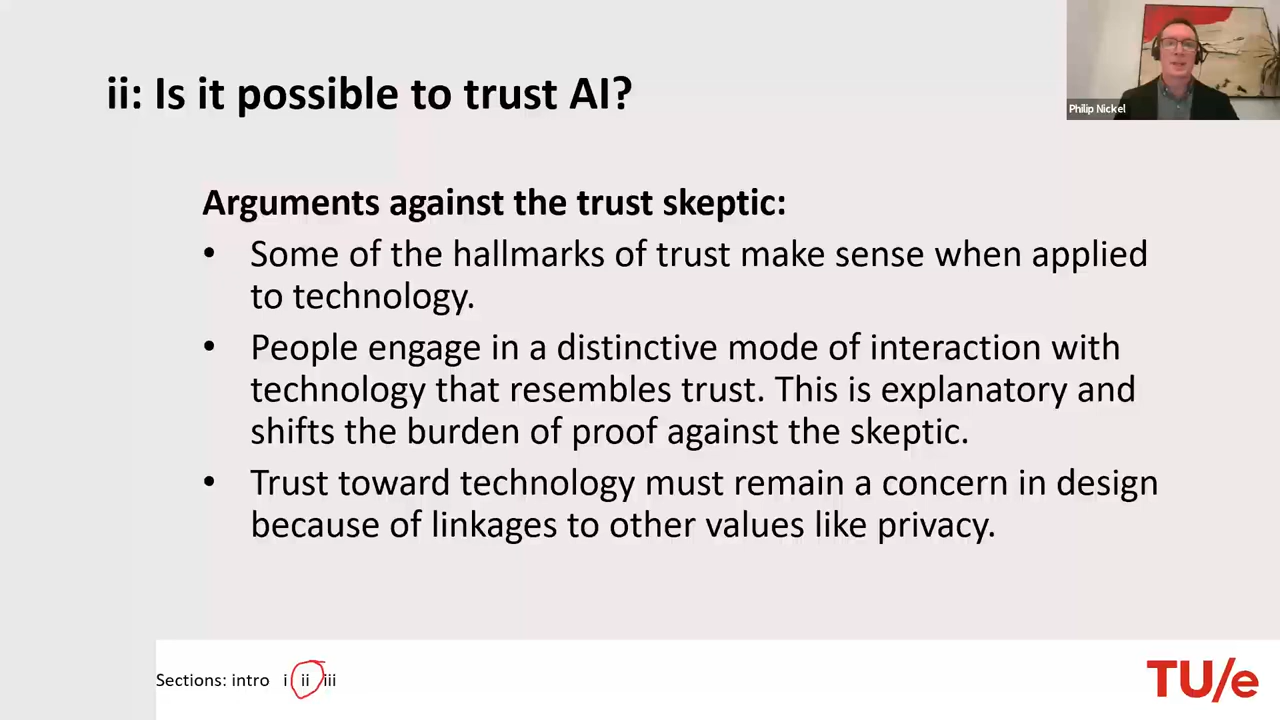 ii: Is it possible to trust AI?
Philip Nickel
Arguments against the trust skeptic:
• Some of the hallmarks of trust make sense when applied
to technology.
• People engage in a distinctive mode of interaction with
technology that resembles trust. This is explanatory and
shifts the burden of proof against the skeptic.
• Trust toward technology must remain a concern in design
because of linkages to other values like privacy.
Sections: intro i ii iii
TU/e